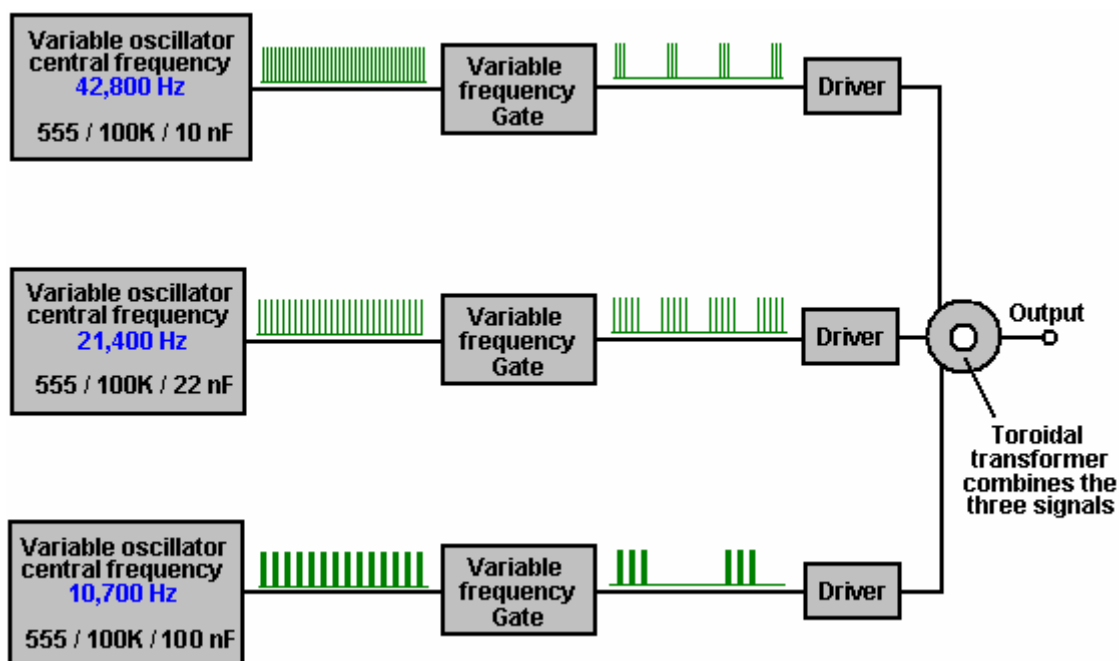 Variable oscillator
central frequency
42,800 Hz
555 / 100K / 10 nF
Variable
frequency
Gate
Driver
Variable oscillator
central frequency
21,400 Hz
555 / 100K / 22 nF
Variable
frequency
Gate
Driver
Output
Toroidal
transformer
combines the
three signals
Variable oscillator
central frequency
10,700 Hz
555 / 100K / 100 nF
Variable
frequency
Gate
Driver